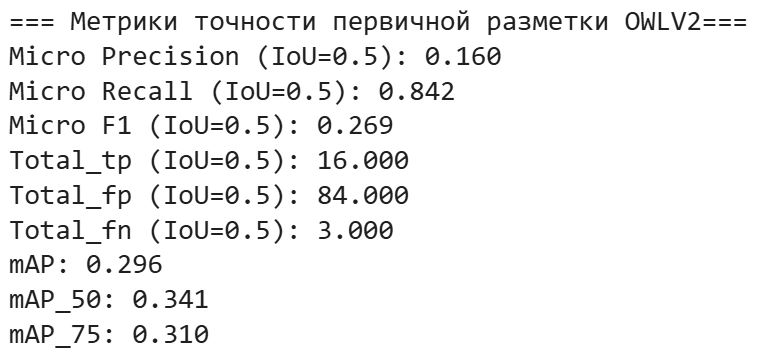 === Метрики точности первичной разметки OWLV2===
Micro Precision (IoU=0.5): 0.160
Micro Recall (IoU=0.5): 0.842
Micro F1 (IoU=0.5): 0.269
Total_tp (IoU=0.5): 16.000
Total_fp (IoU=0.5): 84.000
Total_fn (IoU=0.5): 3.000
mAP: 0.296
mAP_50: 0.341
mAP_75: 0.310